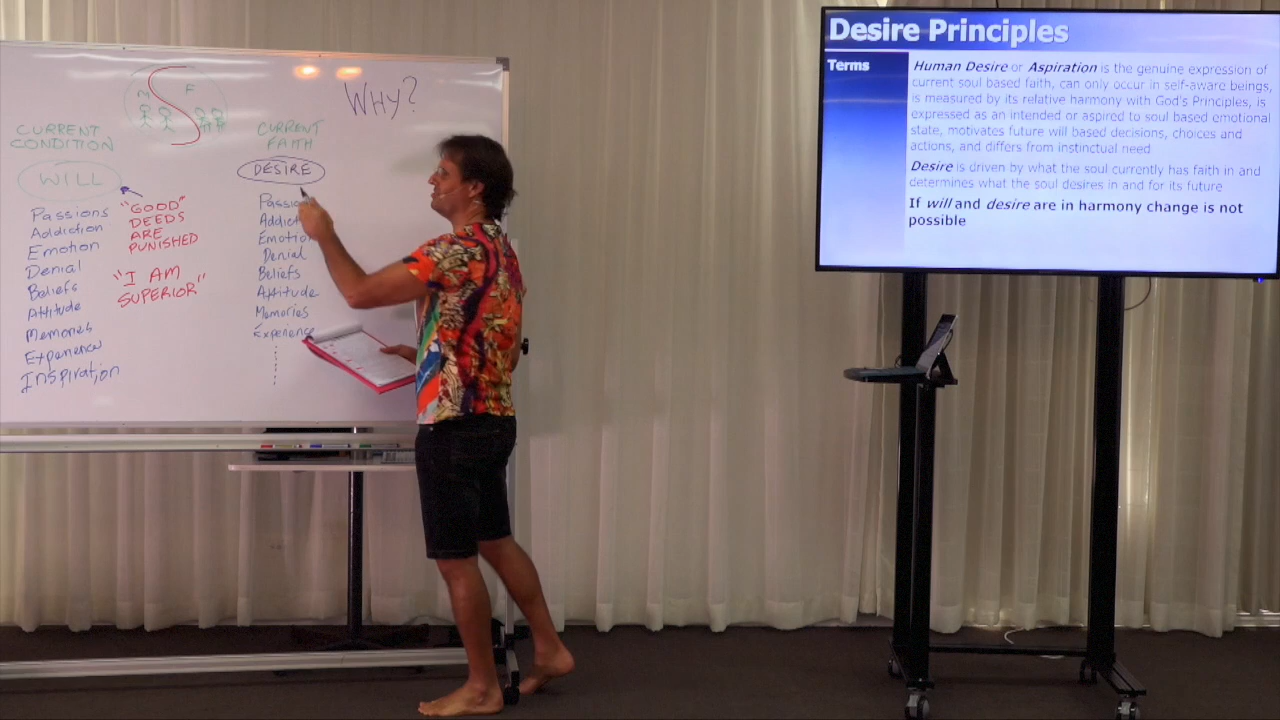 WHY?
M
F
CURRENT
CONDITION
WILL
Passions
Addiction
Emotion
Denial
Beliefs
Attitude
Memories
Experience
Inspiration
"GOOD"
DEEDS
ARE
PUNISHED
"I AM
SUPERIOR"
CURRENT
FAITH
DESIRE
Denial
Beliefs
Attitude
Memories
Experience
Desire Principles
Terms
Human Desire or Aspiration is the genuine expression of
current soul based faith, can only occur in self-aware beings,
is measured by its relative harmony with God's Principles, is
expressed as an intended or aspired to soul based emotional
state, motivates future will based decisions, choices and
actions, and differs from instinctual need
Desire is driven by what the soul currently has faith in and
determines what the soul desires in and for its future
If will and desire are in harmony change is not
possible